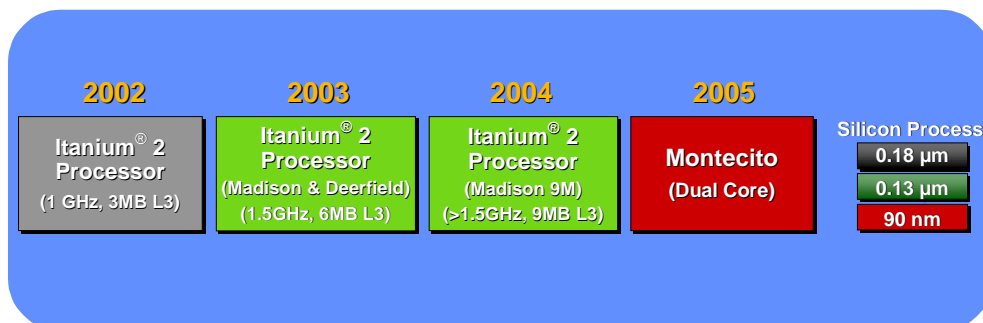 2002
Itanium® 2
Processor
(1 GHz, 3MB L3)
2003
Itanium® 2
Processor
(Madison & Deerfield)
(1.5GHz, 6MB L3)
2004
Itanium® 2
Processor
(Madison 9M)
(>1.5GHz, 9MB L3)
2005
Montecito
(Dual Core)
Silicon Process
0.18 µm
0.13 µm
90 nm